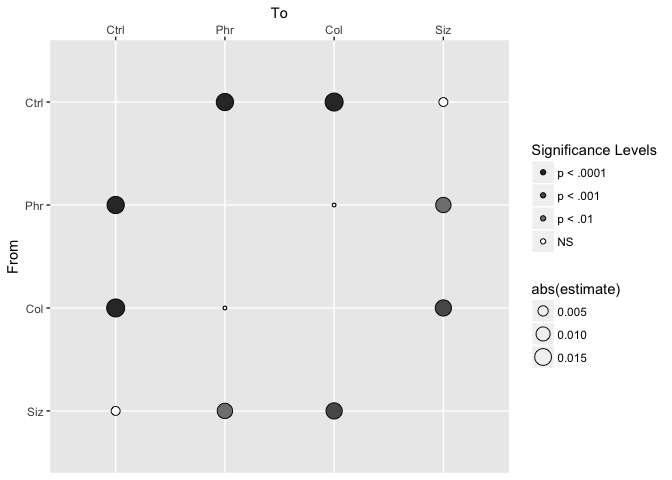 To
Ctrl Phr Col Siz
From
Ctrl
Phr
Col
Siz
Significance Levels
p < .0001
p < .001
p < .01
NS
abs(estimate)
0.005
0.010
0.015